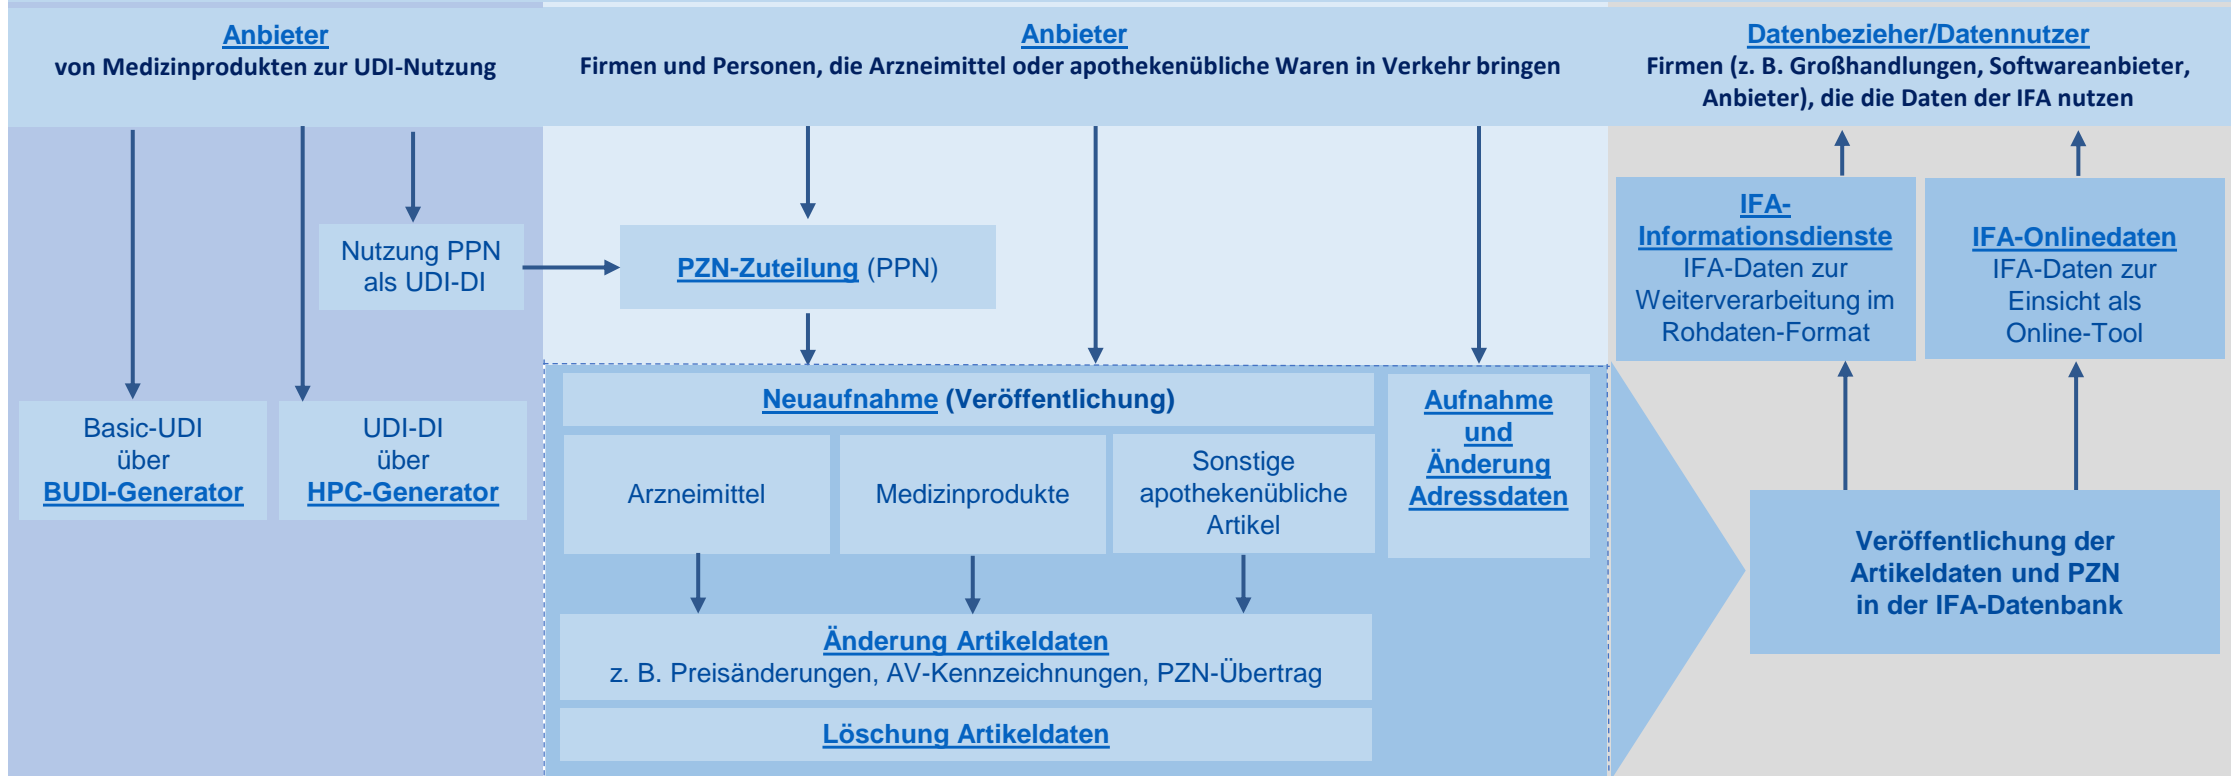 Anbieter
von Medizinprodukten zur UDI-Nutzung
Anbieter
Firmen und Personen, die Arzneimittel oder apothekenübliche Waren in Verkehr bringen
Datenbezieher/Datennutzer
Firmen (z. B. Großhandlungen, Softwareanbieter,
Anbieter), die die Daten der IFA nutzen
Nutzung PPN
als UDI-DI
Basic-UDI
über
BUDI-Generator
UDI-DI
über
HPC-Generator
PZN-Zuteilung (PPN)
Neuaufnahme (Veröffentlichung)
Arzneimittel
Medizinprodukte
Sonstige
apothekenübliche
Artikel
Änderung Artikeldaten
z. B. Preisänderungen, AV-Kennzeichnungen, PZN-Übertrag
Löschung Artikeldaten
Aufnahme
und
Änderung
Adressdaten
IFA-
Informationsdienste
IFA-Daten zur
Weiterverarbeitung im
Rohdaten-Format
IFA-Onlinedaten
IFA-Daten zur
Einsicht als
Online-Tool
Veröffentlichung der
Artikeldaten und PZN
in der IFA-Datenbank